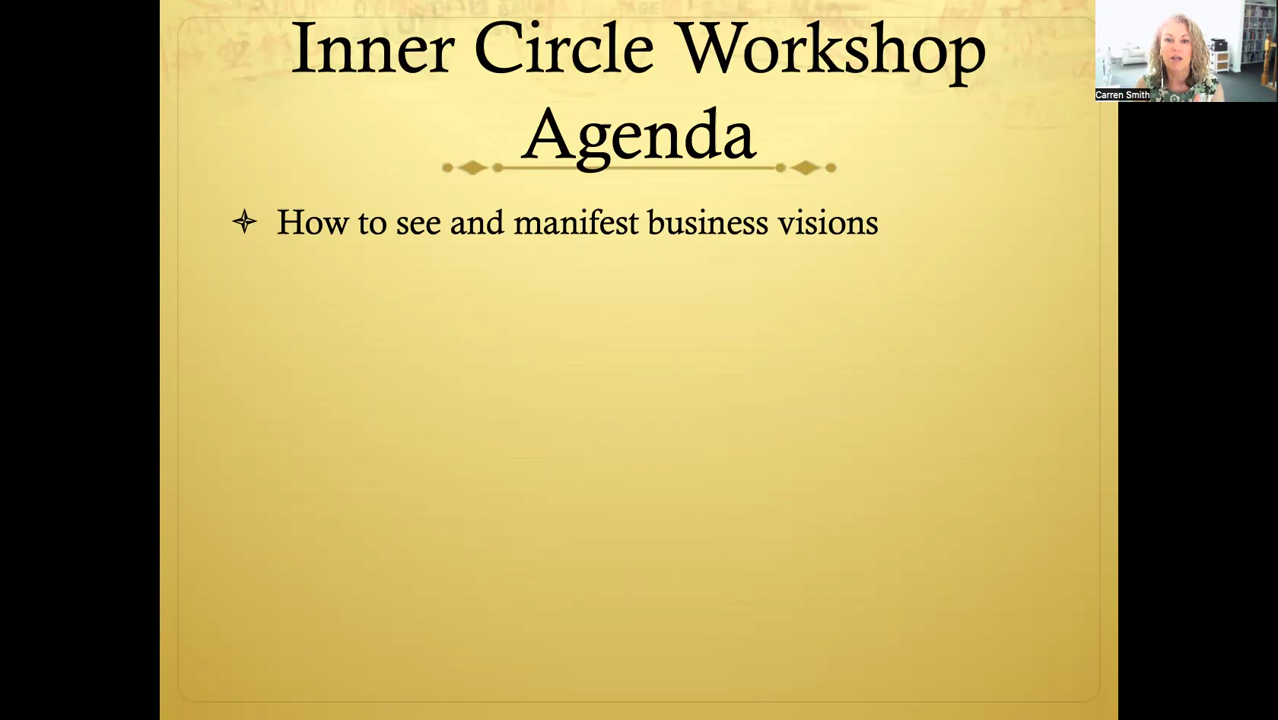 Inner Circle Workshop
Agenda
How to see and manifest business visions
Carren Smith